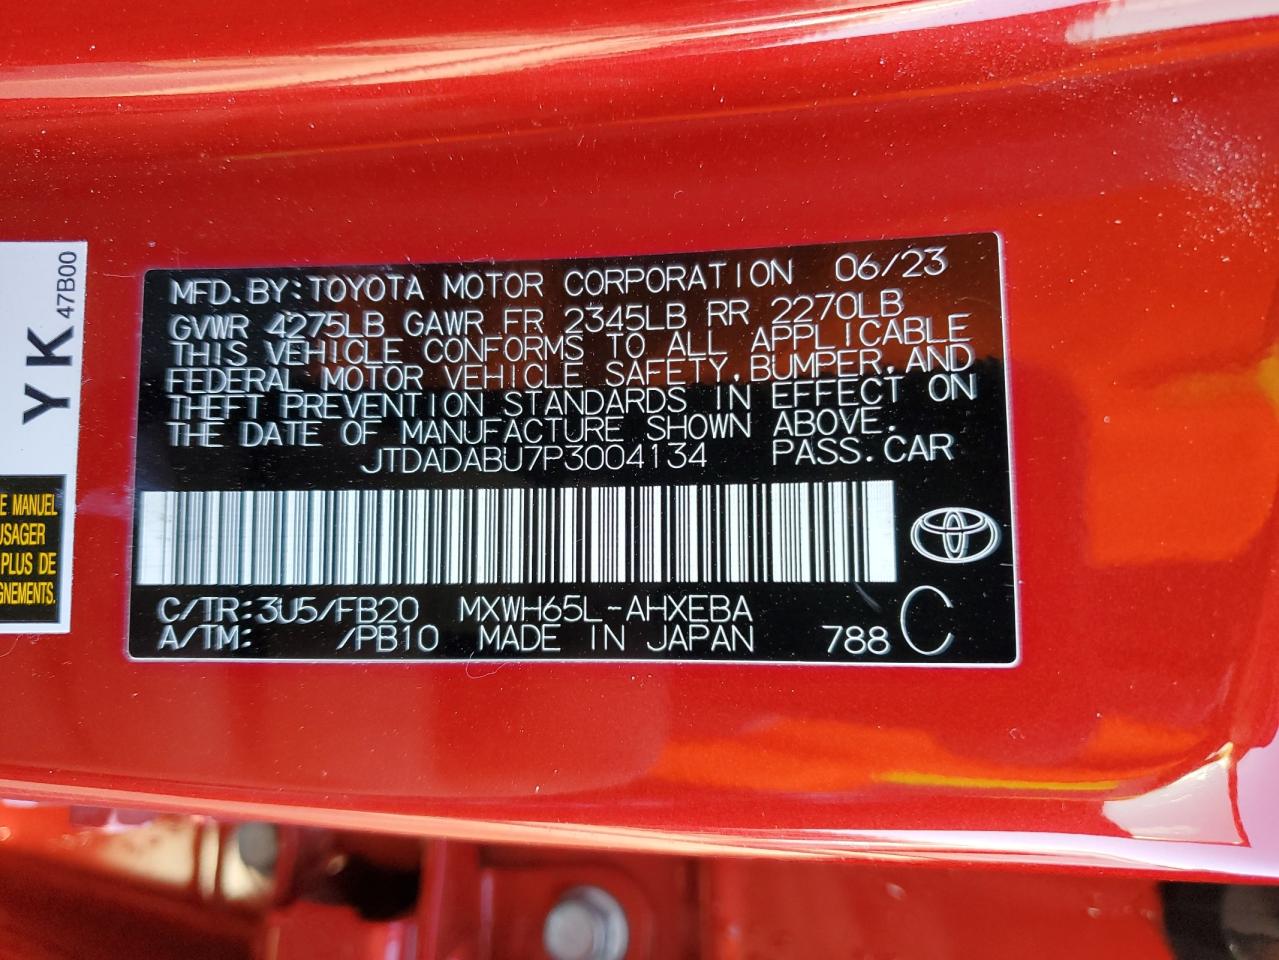 YK 47B00
E MANUEL
USAGER
PLUS DE
GNEMENTS.
MFD.BY:TOYOTA MOTOR CORPORATION 06/23
GVWR 4275LB GAWR FR 2345LB RR 2270LB
THIS VEHICLE CONFORMS TO ALL APPLICABLE
FEDERAL MOTOR VEHICLE SAFETY,BUMPER,AND
THEFT PREVENTION STANDARDS IN EFFECT ON
THE DATE OF MANUFACTURE SHOWN ABOVE.
JTDADABU7P3004134 PASS.CAR
C/TR:3U5/FB20 MXWH65L-AHXEBA
A/TM: /PB10 MADE IN JAPAN 788 C